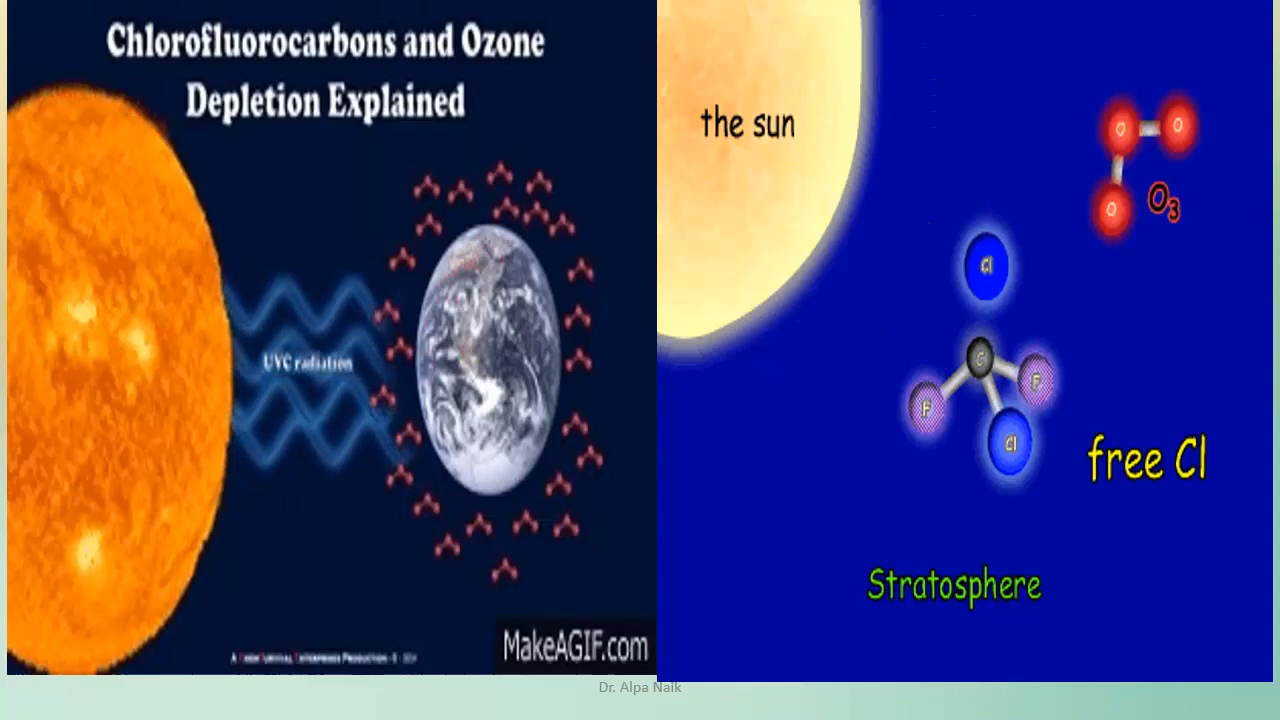 Chlorofluorocarbons and Ozone
Depletion Explained
UVC radiation
MakeAGIF.com
the sun
O
O
O
O3
Cl
C
F
F
Cl
free Cl
Stratosphere
Dr. Alpa Naik